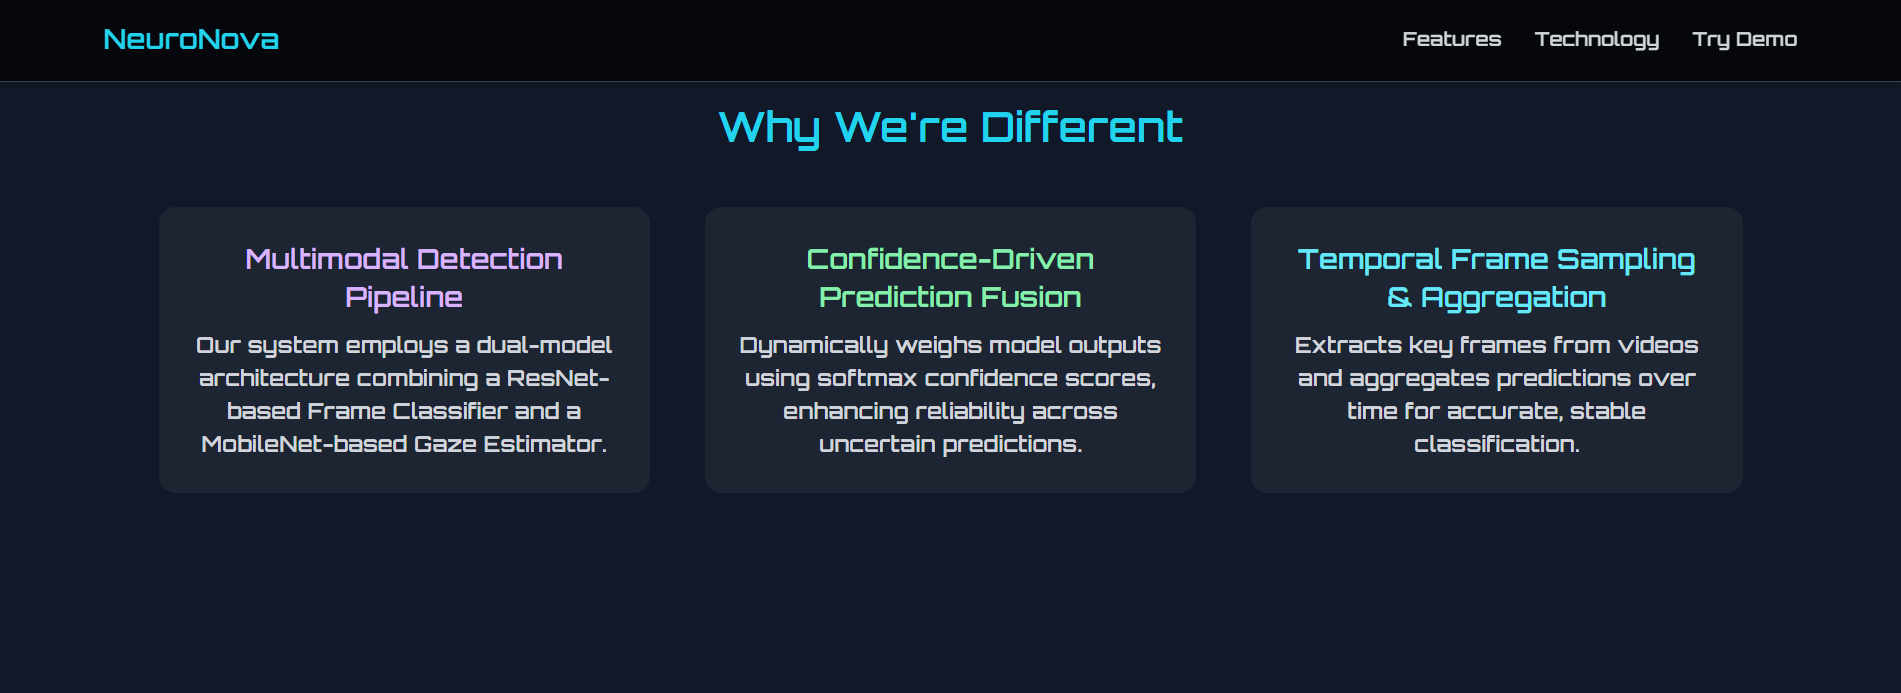 NeuroNova
Features
Technology
Try Demo
Why We're Different
Multimodal Detection
Pipeline
Our system employs a dual-model
architecture combining a ResNet-
based Frame Classifier and a
MobileNet-based Gaze Estimator.
Confidence-Driven
Prediction Fusion
Dynamically weighs model outputs
using softmax confidence scores,
enhancing reliability across
uncertain predictions.
Temporal Frame Sampling
& Aggregation
Extracts key frames from videos
and aggregates predictions over
time for accurate, stable
classification.